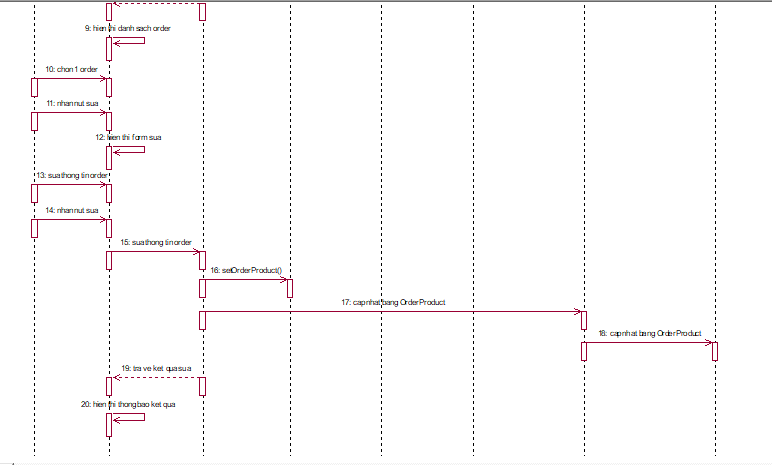 9: hien thi danh sach order
10: chon 1 order
11: nhan nut sua
12: hien thi form sua
13: sua thong tin order
14: nhan nut sua
15: sua thong tin order
16: setOrderProduct()
17: cap nhat bang OrderProduct
18: cap nhat bang OrderProduct
19: tra ve ket qua sua
20: hien thi thong bao ket qua